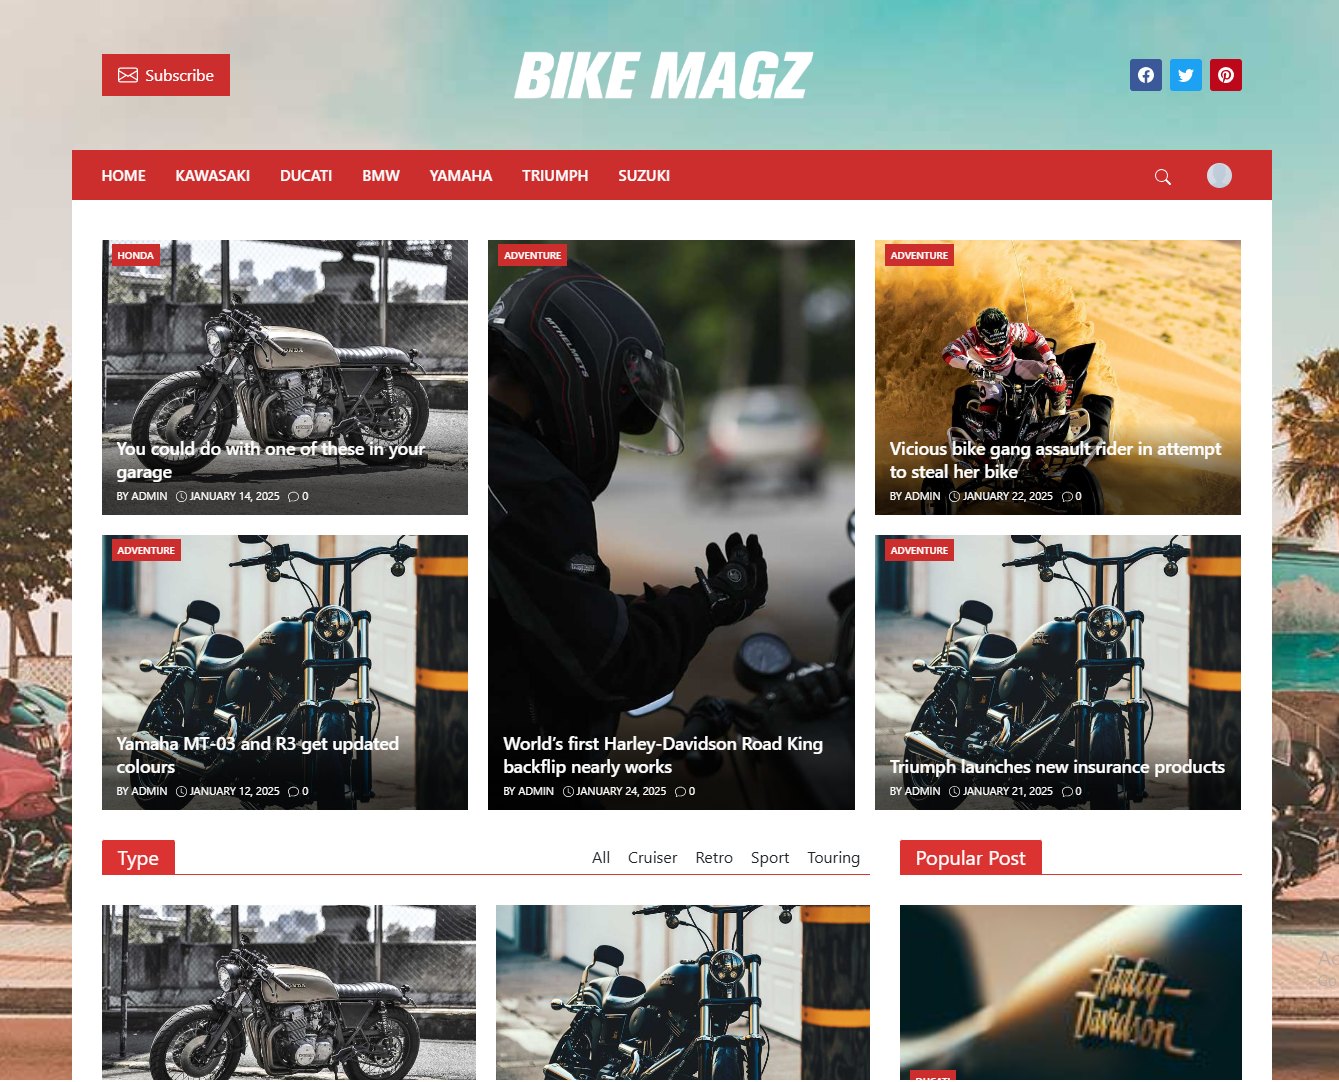 Subscribe
BIKE MAGZ
HOME KAWASAKI DUCATI BMW YAMAHA TRIUMPH SUZUKI
HONDA
HONDA
You could do with one of these in your
garage
BY ADMIN JANUARY 14, 2025 0
ADVENTURE
Yamaha MT-03 and R3 get updated
colours
BY ADMIN JANUARY 12, 2025 0
ADVENTURE
MTHELMETS
World’s first Harley-Davidson Road King
backflip nearly works
BY ADMIN JANUARY 24, 2025 0
ADVENTURE
Vicious bike gang assault rider in attempt
to steal her bike
BY ADMIN JANUARY 22, 2025 0
ADVENTURE
Triumph launches new insurance products
BY ADMIN JANUARY 21, 2025 0
Type
All Cruiser Retro Sport Touring
HONDA
Popular Post
Harley-
Davidson
DUCATI